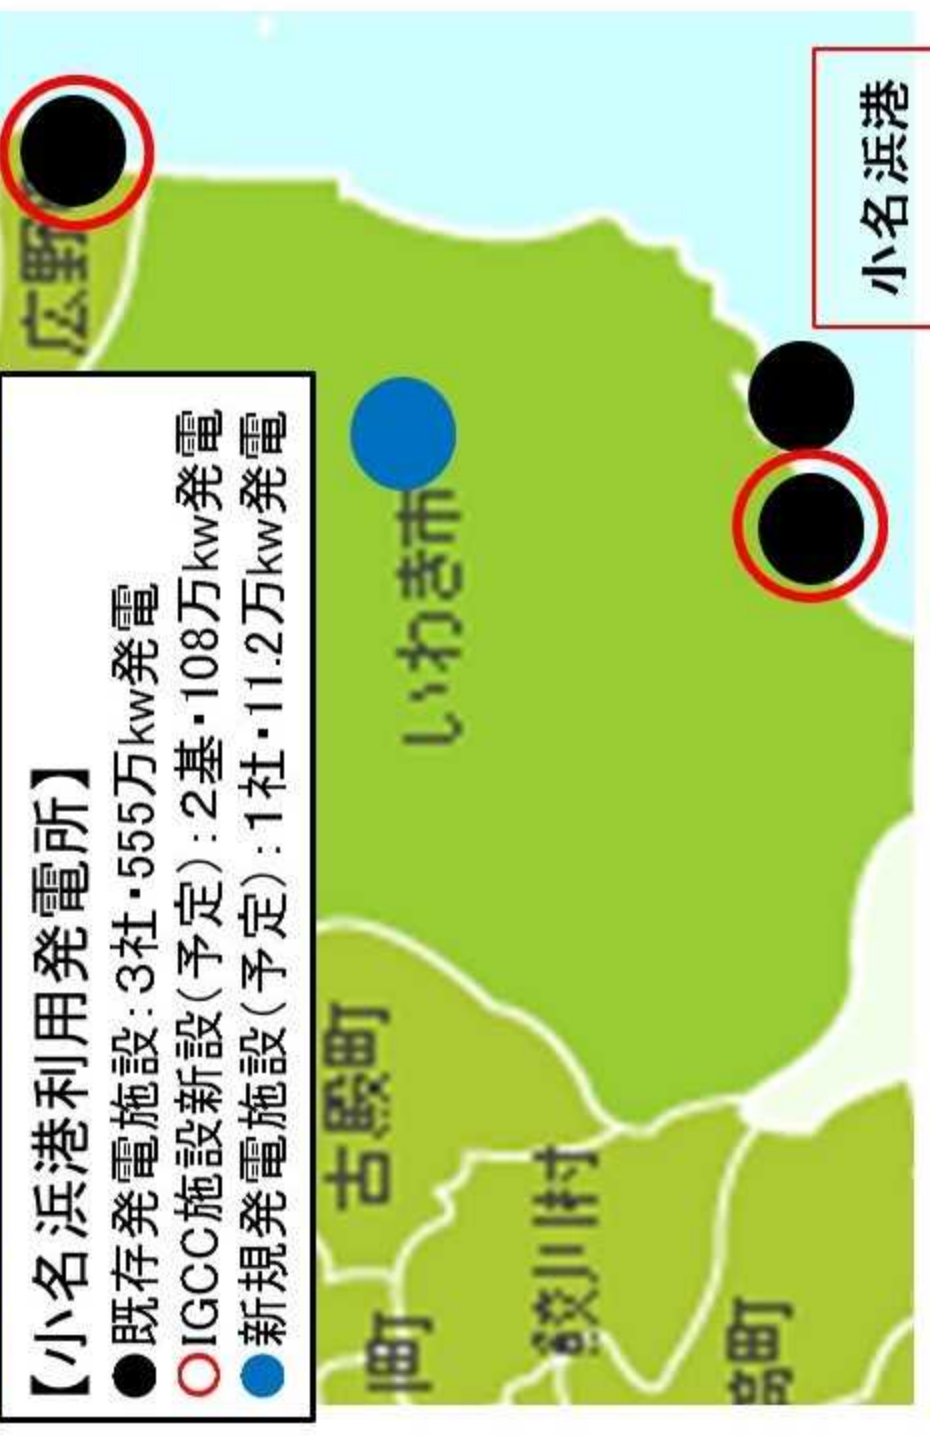 【小名浜港利用発電所】
●既存発電施設:3社・555万kw発電
○IGCC施設新設(予定):2基・108万kw発電
●新規発電施設(予定):1社・11.2万kw発電
広野
いわき市
古殿町
鮫川村
町
町
小名浜港